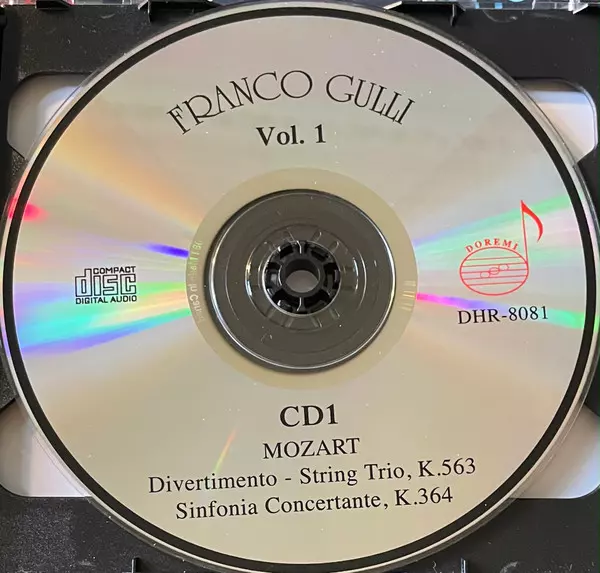 FRANCO GULLI
Vol. 1
COMPACT
disc
DIGITAL AUDIO
DOREMI
DHR-8081
CD1
MOZART
Divertimento - String Trio, K.563
Sinfonia Concertante, K.364